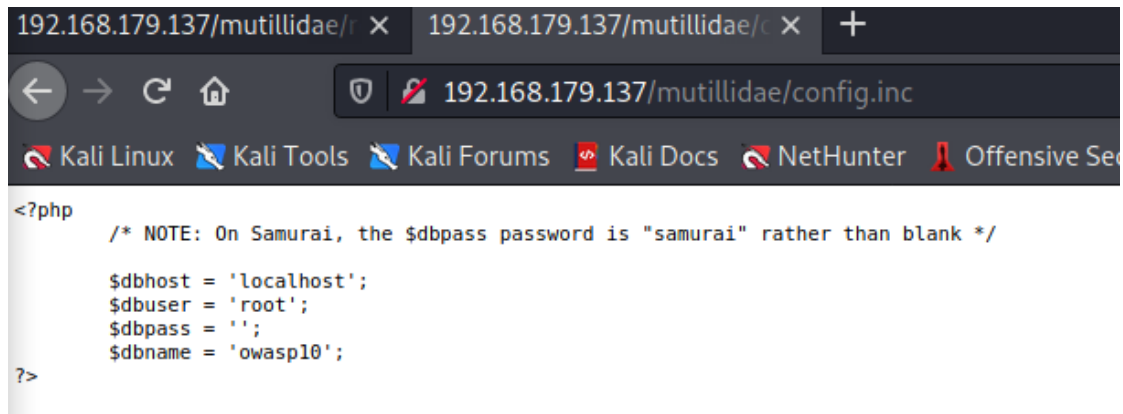 192.168.179.137/mutillidae/
192.168.179.137/mutillidae/
192.168.179.137/mutillidae/config.inc
Kali Linux Kali Tools Kali Forums Kali Docs NetHunter Offensive Sec
<?php
/* NOTE: On Samurai, the $dbpass password is "samurai" rather than blank */
$dbhost = 'localhost';
$dbuser = 'root';
$dbpass = '';
$dbname = 'owasp10';
?>